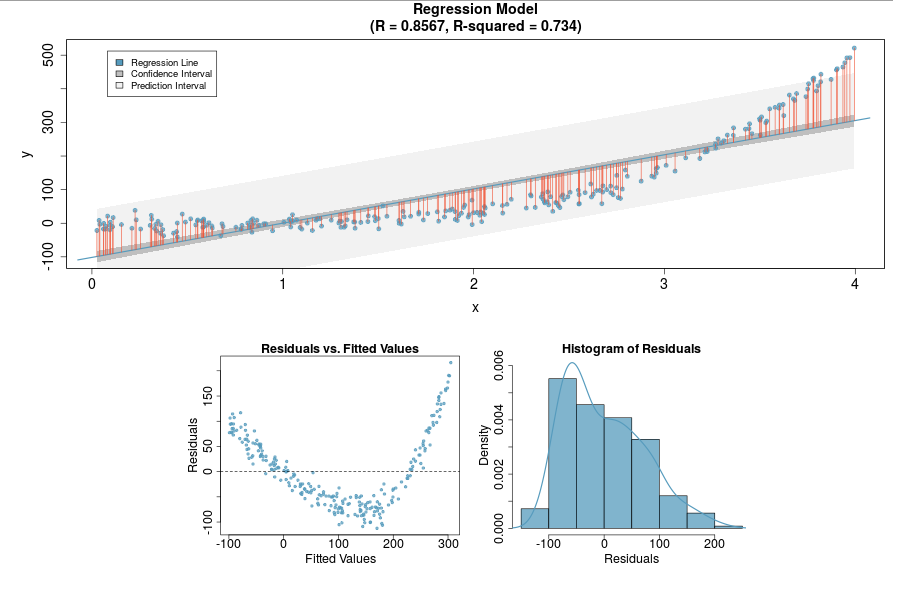 Regression Model
(R = 0.8567, R-squared = 0.734)
Regression Line
Confidence Interval
Prediction Interval
y
500
300
100
0
-100
0 1 2 3 4
x
Residuals vs. Fitted Values
Residuals
150
50
0
-100
-100 0 100 200 300
Fitted Values
Histogram of Residuals
Density
0.006
0.004
0.002
0.000
-100 0 100 200
Residuals